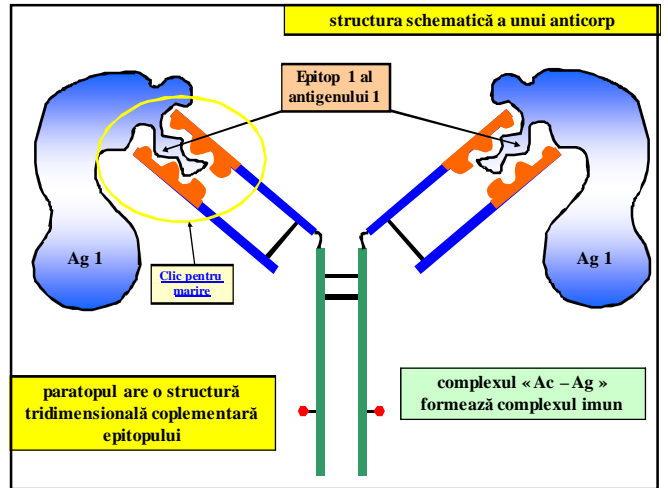 structura schematică a unui anticorp
Epitop 1 al
antigenului 1
Ag 1
Ag 1
Clic pentru
marire
paratopul are o structură
tridimensională coplementară
epitopului
complexul « Ac – Ag »
formează complexul imun